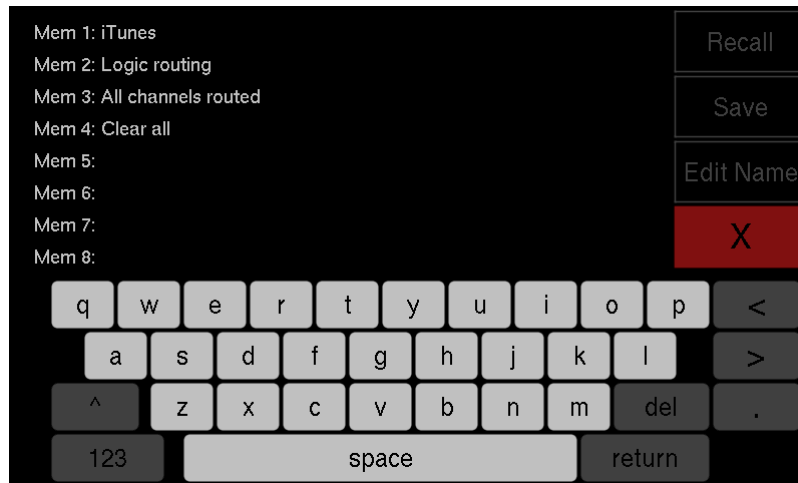 Mem 1: iTunes
Mem 2: Logic routing
Mem 3: All channels routed
Mem 4: Clear all
Mem 5:
Mem 6:
Mem 7:
Mem 8:
Recall
Save
Edit Name
X
q w e r t y u i o p <
a s d f g h j k l >
^ z x c v b n m del .
123 space return